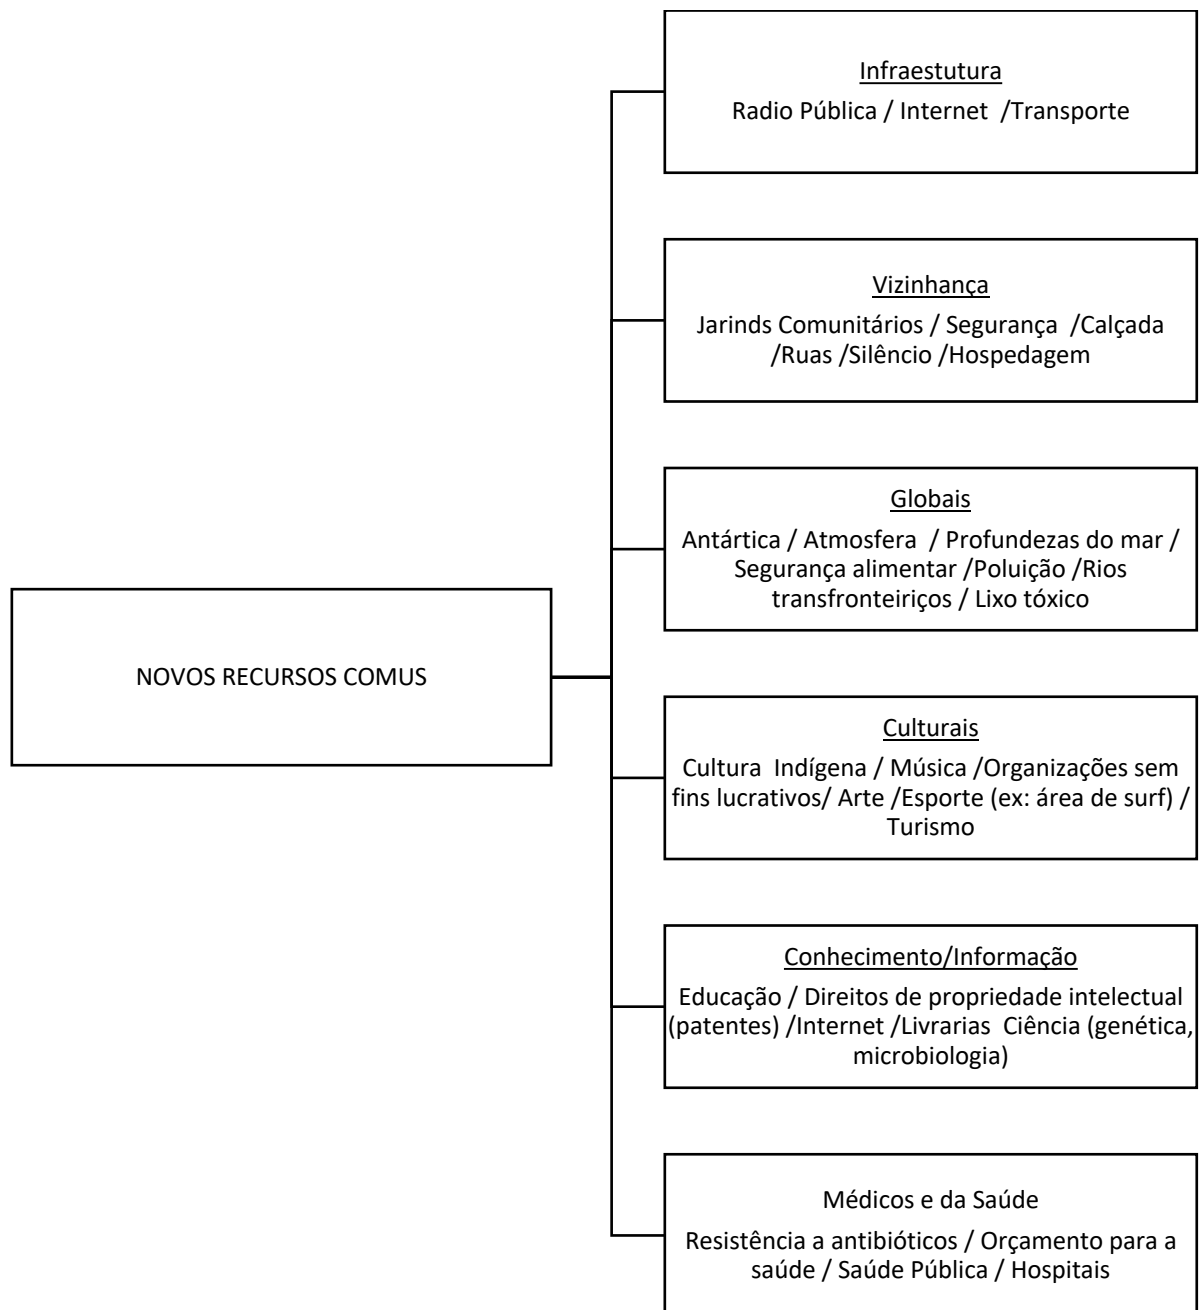 Infraestutura
Radio Pública / Internet /Transporte
Vizinhança
Jarinds Comunitários / Segurança /Calçada
/Ruas /Silêncio /Hospedagem
Globais
Antártica / Atmosfera / Profundezas do mar /
Segurança alimentar /Poluição /Rios
transfronteiriços / Lixo tóxico
NOVOS RECURSOS COMUS
Culturais
Cultura Indígena / Música /Organizações sem
fins lucrativos/ Arte /Esporte (ex: área de surf) /
Turismo
Conhecimento/Informação
Educação / Direitos de propriedade intelectual
(patentes) /Internet /Livrarias Ciência (genética,
microbiologia)
Médicos e da Saúde
Resistência a antibióticos / Orçamento para a
saúde / Saúde Pública / Hospitais